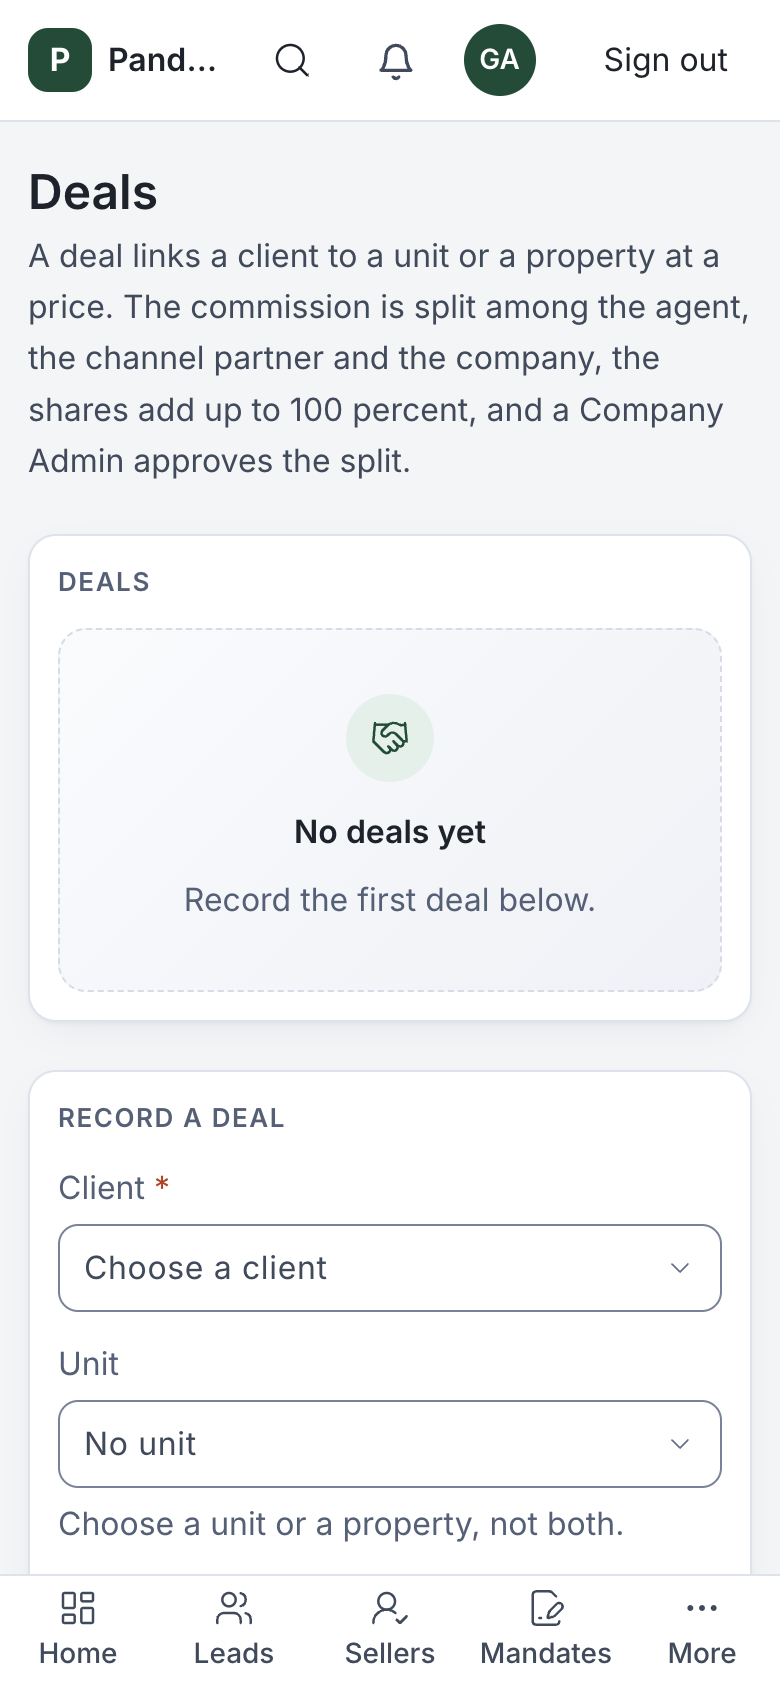 P Pand... GA Sign out
Deals
A deal links a client to a unit or a property at a
price. The commission is split among the agent,
the channel partner and the company, the
shares add up to 100 percent, and a Company
Admin approves the split.
DEALS
No deals yet
Record the first deal below.
RECORD A DEAL
Client *
Choose a client
Unit
No unit
Choose a unit or a property, not both.
Home Leads Sellers Mandates More